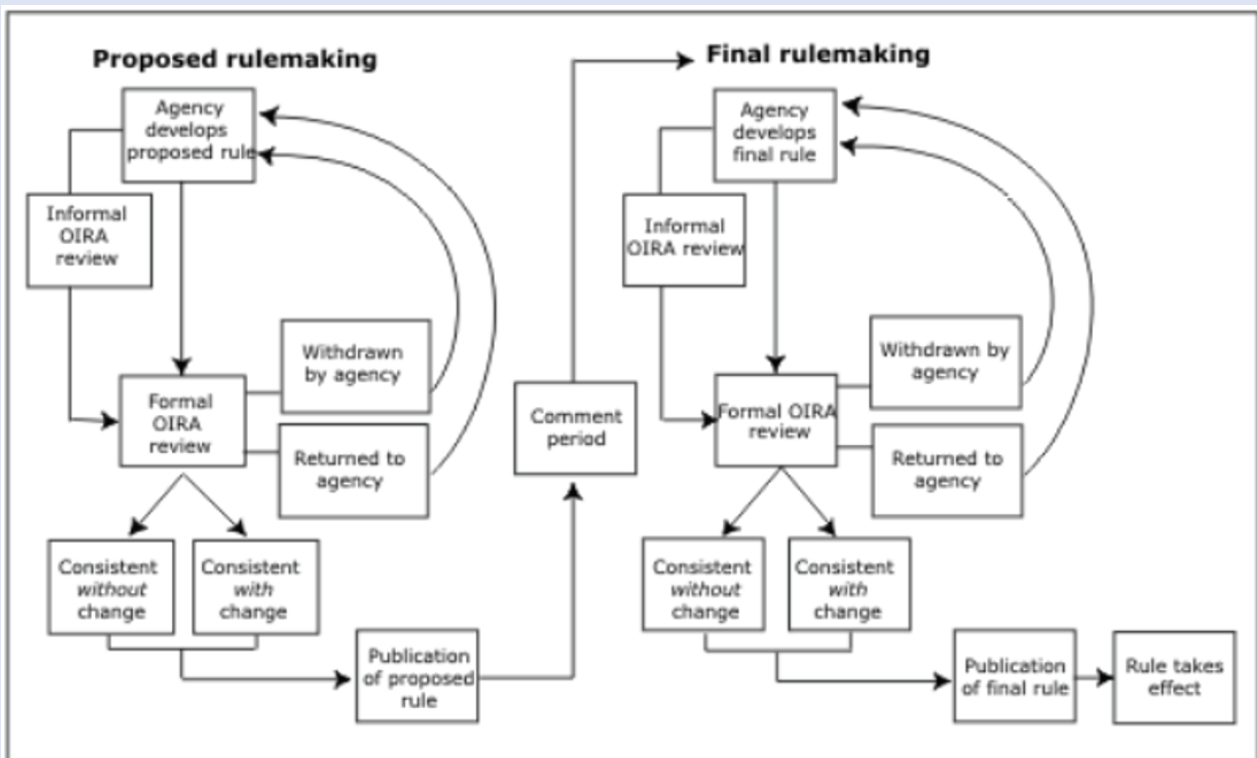 Proposed rulemaking
Agency
develops
proposed rule
Informal
OIRA
review
Withdrawn
by agency
Formal
OIRA
review
Returned to
agency
Consistent
without
change
Consistent
with
change
Publication
of proposed
rule
Comment
period
Final rulemaking
Agency
develops
final rule
Informal
OIRA review
Withdrawn by
agency
Formal OIRA
review
Returned to
agency
Consistent
without
change
Consistent
with
change
Publication
of final rule
Rule takes
effect